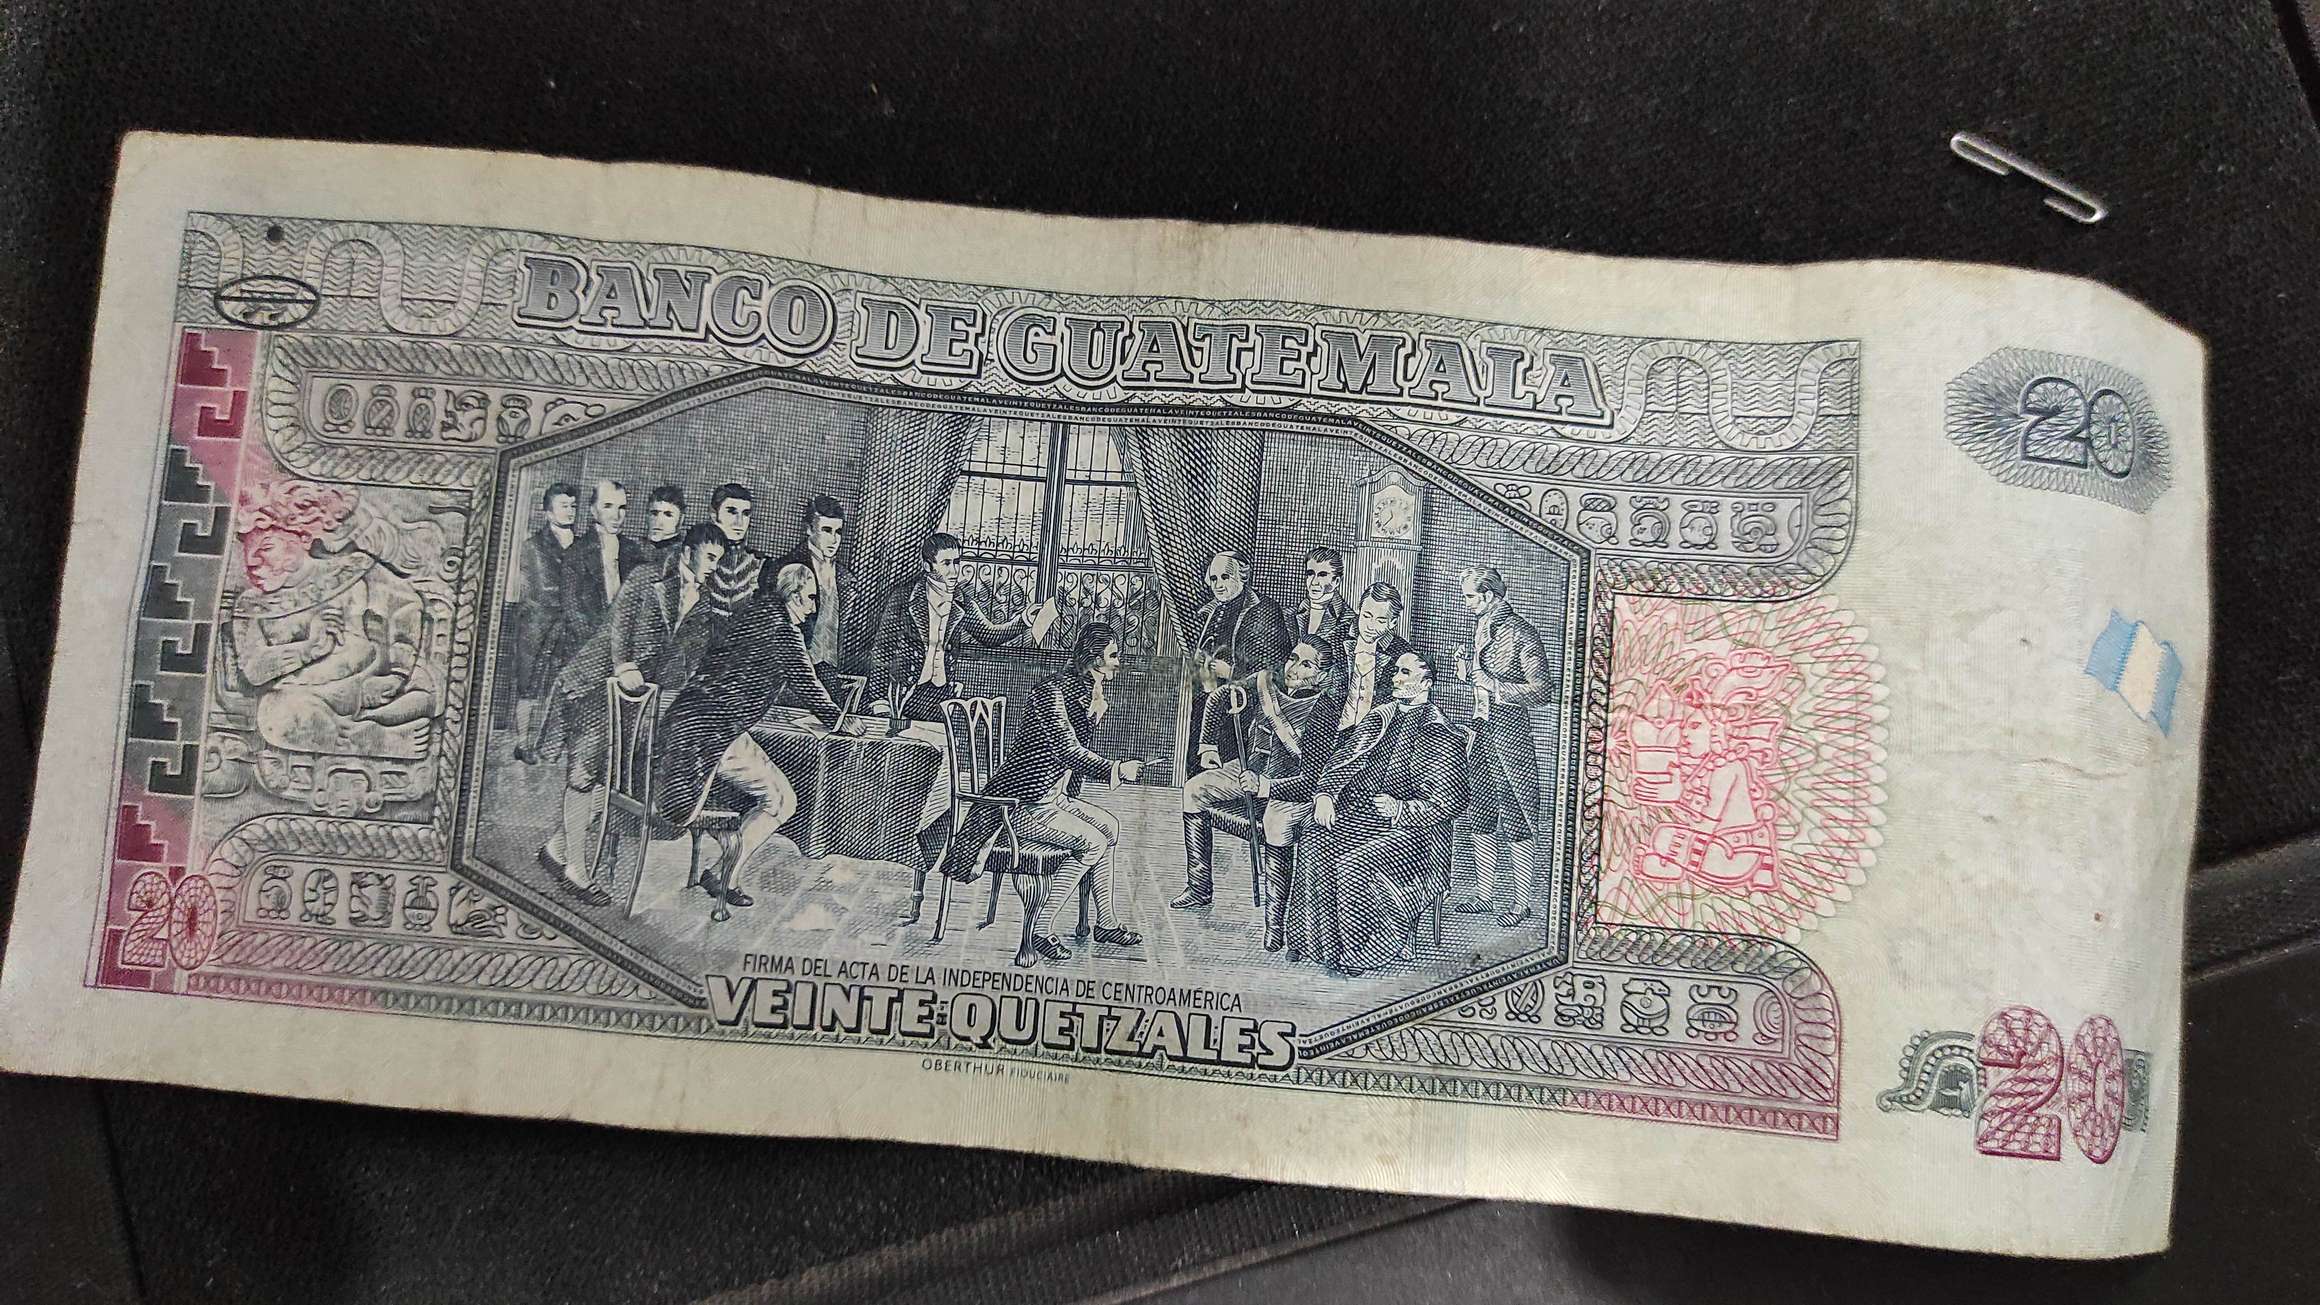 BANCO DE GUATEMALA
20
20
FIRMA DEL ACTA DE LA INDEPENDENCIA DE CENTROAMÉRICA
VEINTE QUETZALES
OBERTHUR FIDUCIAIRE
20